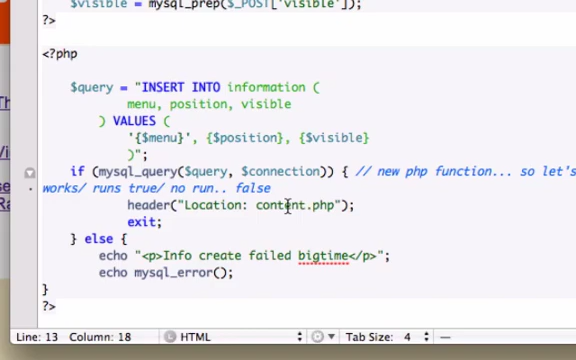 $visible = mysql_prep($_POST['visible']);
?>
<?php
$query = "INSERT INTO information (
menu, position, visible
) VALUES (
'{$menu}', {$position}, {$visible}
)";
if (mysql_query($query, $connection)) { // new php function... so let's
works/ runs true/ no run.. false
header("Location: content.php");
exit;
} else {
echo "<p>Info create failed bigtime</p>";
echo mysql_error();
}
?>
Line: 13 Column: 18 HTML Tab Size: 4 —